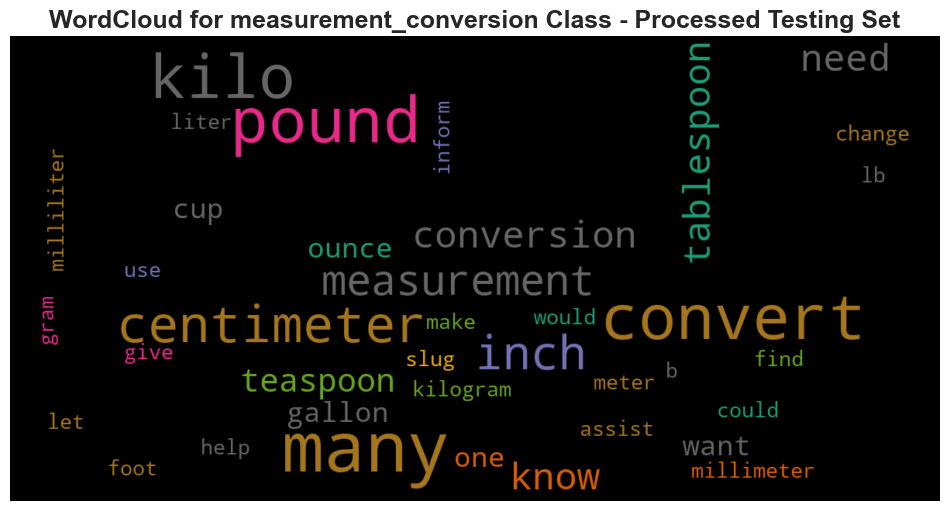 WordCloud for measurement_conversion Class - Processed Testing Set
kilo
need
tablespoon
pound
liter
inform
change
lb
milliliter
cup
conversion
ounce
use
measurement
gram
centimeter
make
would
convert
give
slug
inch
find
b
teaspoon
kilogram
meter
gallon
could
let
many
help
assist
want
one
know
foot
millimeter